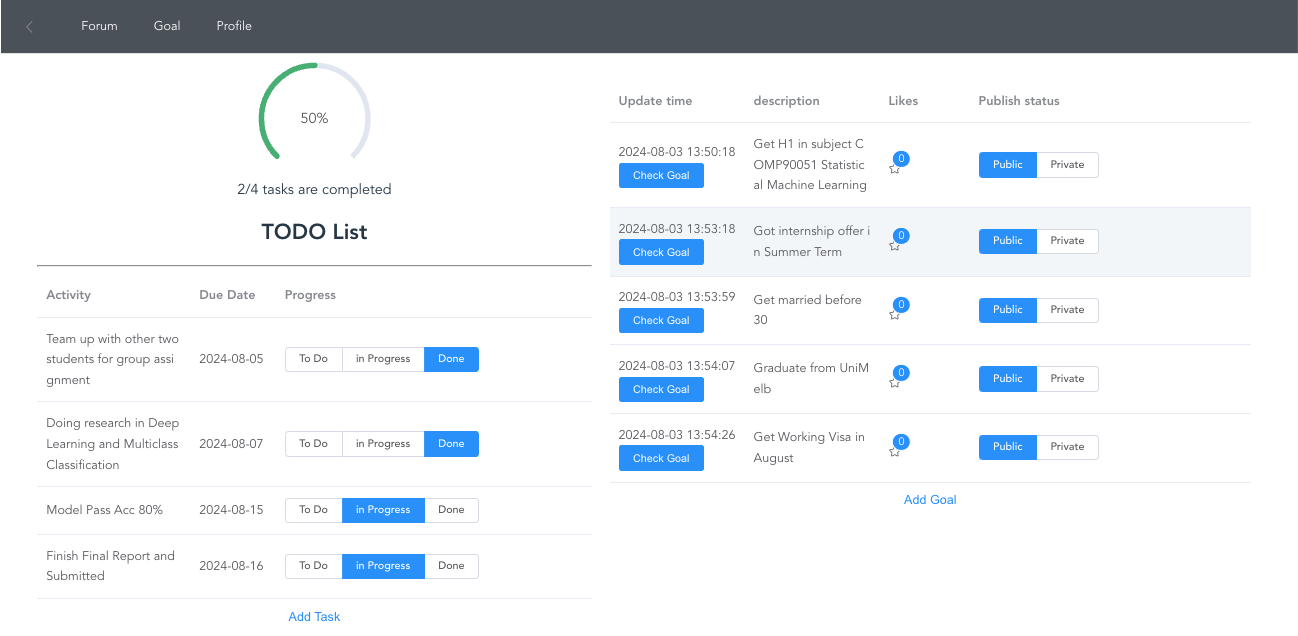 Forum Goal Profile
50%
2/4 tasks are completed
TODO List
Activity Due Date Progress
Team up with other two
students for group assi
gnment
2024-08-05
To Do in Progress Done
Doing research in Deep
Learning and Multiclass
Classification
2024-08-07
To Do in Progress Done
Model Pass Acc 80%
2024-08-15
To Do in Progress Done
Finish Final Report and
Submitted
2024-08-16
To Do in Progress Done
Add Task
Update time description Likes Publish status
2024-08-03 13:50:18
Check Goal
Get H1 in subject C
OMP90051 Statistic
al Machine Learning
0
Public Private
2024-08-03 13:53:18
Check Goal
Got internship offer i
n Summer Term
0
Public Private
2024-08-03 13:53:59
Check Goal
Get married before
30
0
Public Private
2024-08-03 13:54:07
Check Goal
Graduate from UniM
elb
0
Public Private
2024-08-03 13:54:26
Check Goal
Get Working Visa in
August
0
Public Private
Add Goal